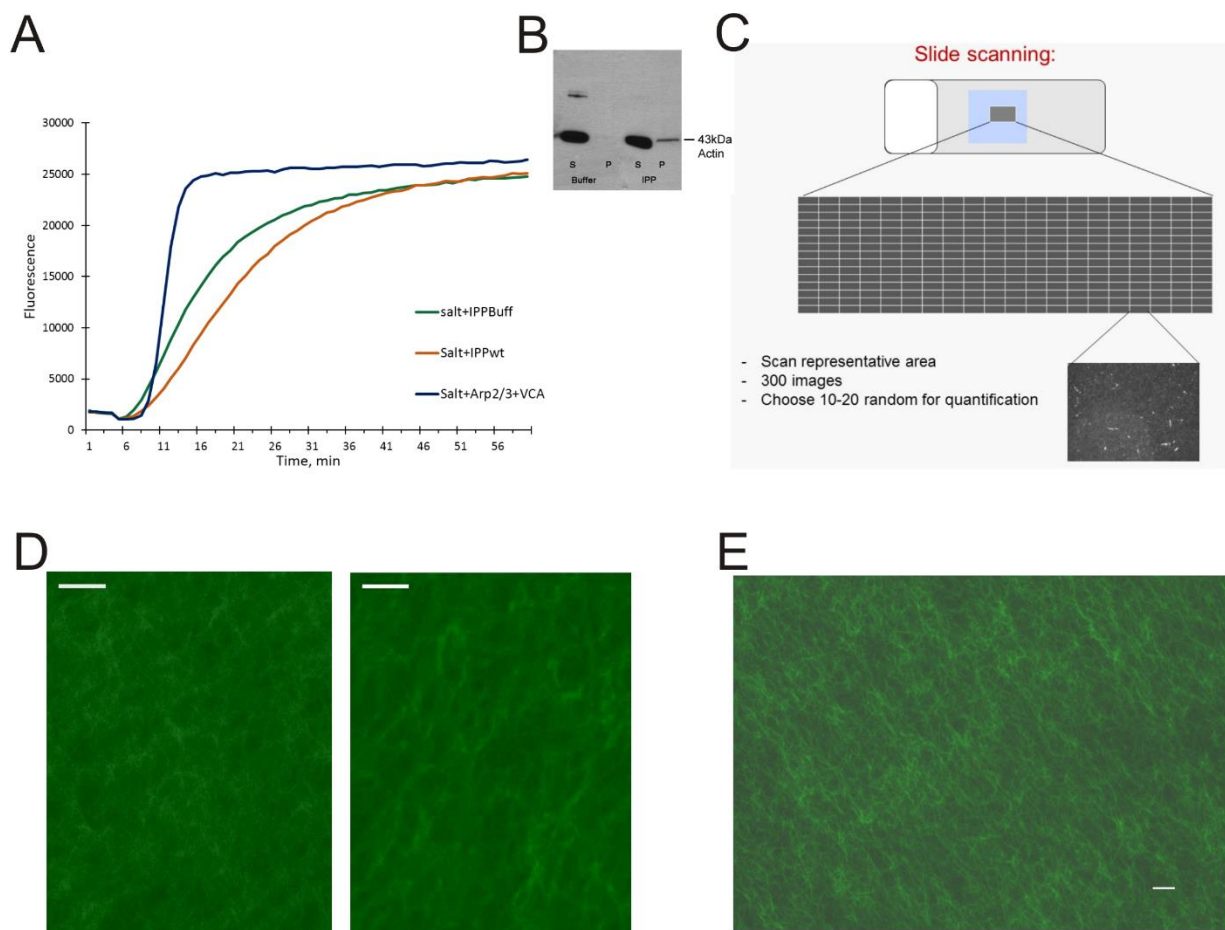 A
30000
25000
20000
15000
10000
5000
0
Fluorescence
1 6 11 16 21 26 31 36 41 46 51 56
Time, min
salt+IPPBuff
Salt+IPPwt
Salt+Arp2/3+VCA
B
43kDa
Actin
S P S P
Buffer IPP
C
Slide scanning:
- Scan representative area
- 300 images
- Choose 10-20 random for quantification
D
E